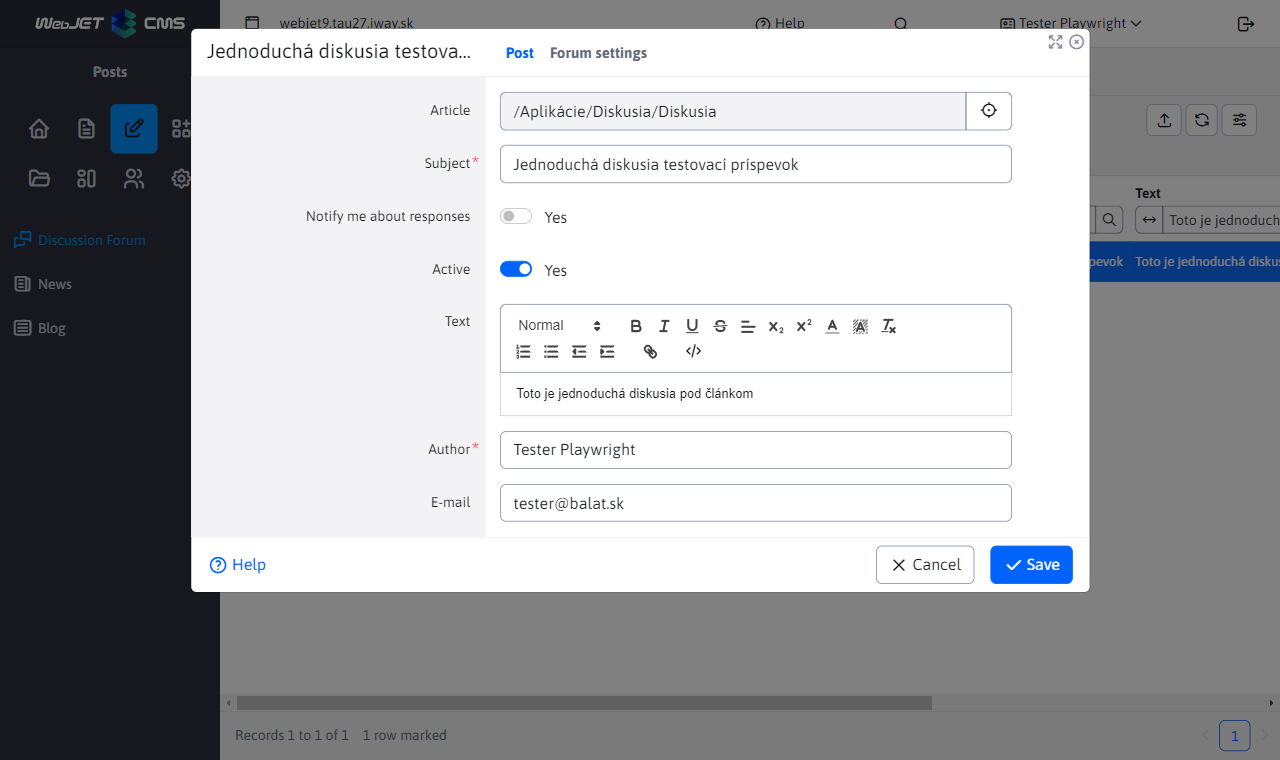 WebJET CMS
webjet9.tau27.iway.sk
Help
Tester Playwright
Posts
Discussion Forum
News
Blog
Jednoduchá diskusia testova...
Post
Forum settings
Article
/Aplikácie/Diskusia/Diskusia
Subject*
Jednoduchá diskusia testovací príspevok
Notify me about responses
Yes
Active
Yes
Text
Normal
Toto je jednoduchá diskusia pod článkom
Author*
Tester Playwright
E-mail
tester@balat.sk
Help
Cancel
Save
Text
Toto je jednoduch
pevok
Toto je jednoduchá disku
Records 1 to 1 of 1
1 row marked
1